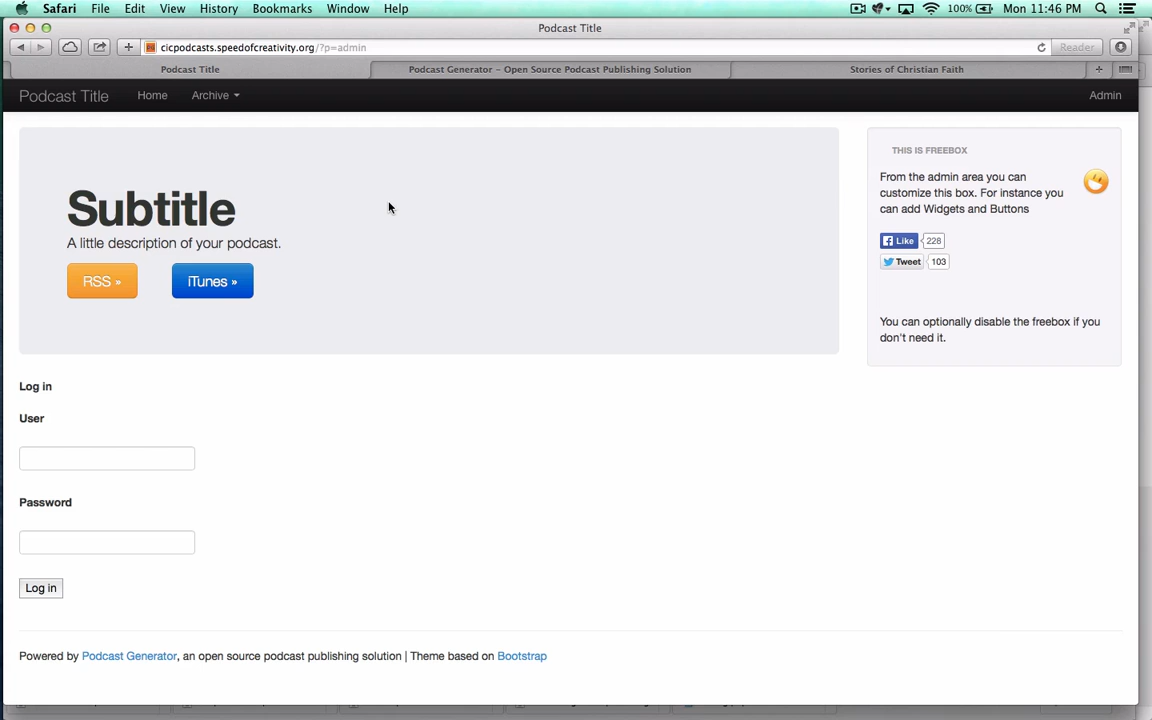 Safari File Edit View History Bookmarks Window Help 100% Mon 11:46 PM
Podcast Title
cicpodcasts.speedofcreativity.org/?p=admin Reader
Podcast Title Podcast Generator – Open Source Podcast Publishing Solution Stories of Christian Faith +
Podcast Title Home Archive Admin
Subtitle
A little description of your podcast.
RSS » iTunes »
THIS IS FREEBOX
From the admin area you can
customize this box. For instance you
can add Widgets and Buttons
Like 228
Tweet 103
You can optionally disable the freebox if you
don't need it.
Log in
User
Password
Log in
Powered by Podcast Generator, an open source podcast publishing solution | Theme based on Bootstrap